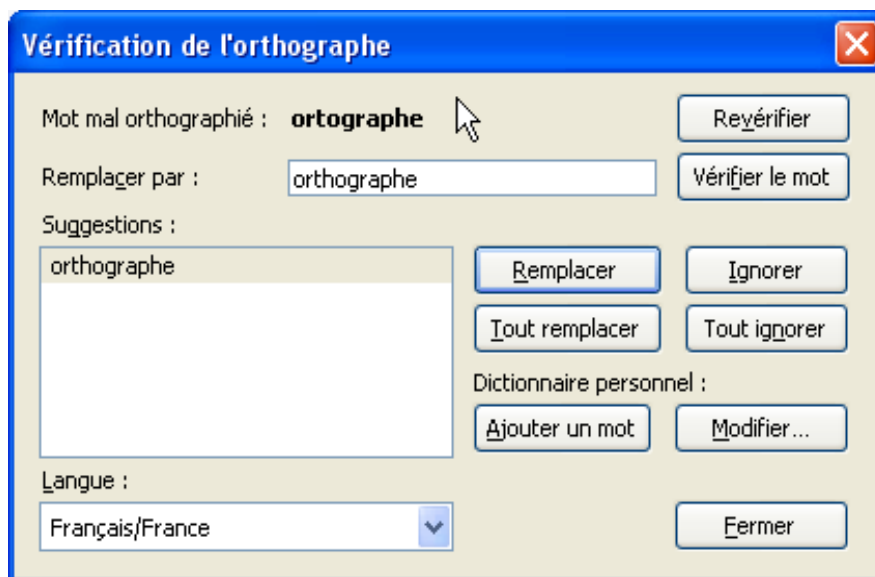 Vérification de l'orthographe
Mot mal orthographié : ortographe
Revérifier
Remplacer par : orthographe
Vérifier le mot
Suggestions :
orthographe
Remplacer
Ignorer
Tout remplacer
Tout ignorer
Dictionnaire personnel :
Ajouter un mot
Modifier...
Langue :
Français/France
Fermer